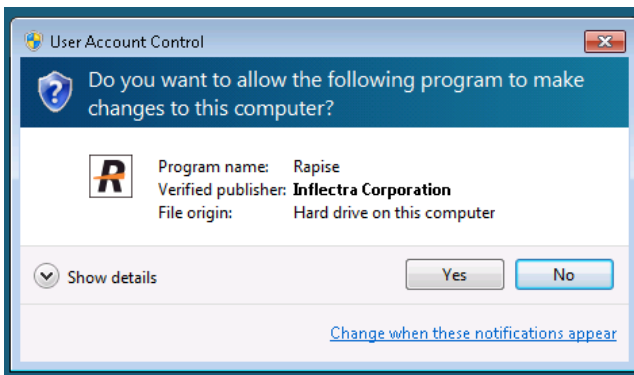 User Account Control
Do you want to allow the following program to make
changes to this computer?
Program name: Rapise
Verified publisher: Inflectra Corporation
File origin: Hard drive on this computer
Show details
Yes
No
Change when these notifications appear